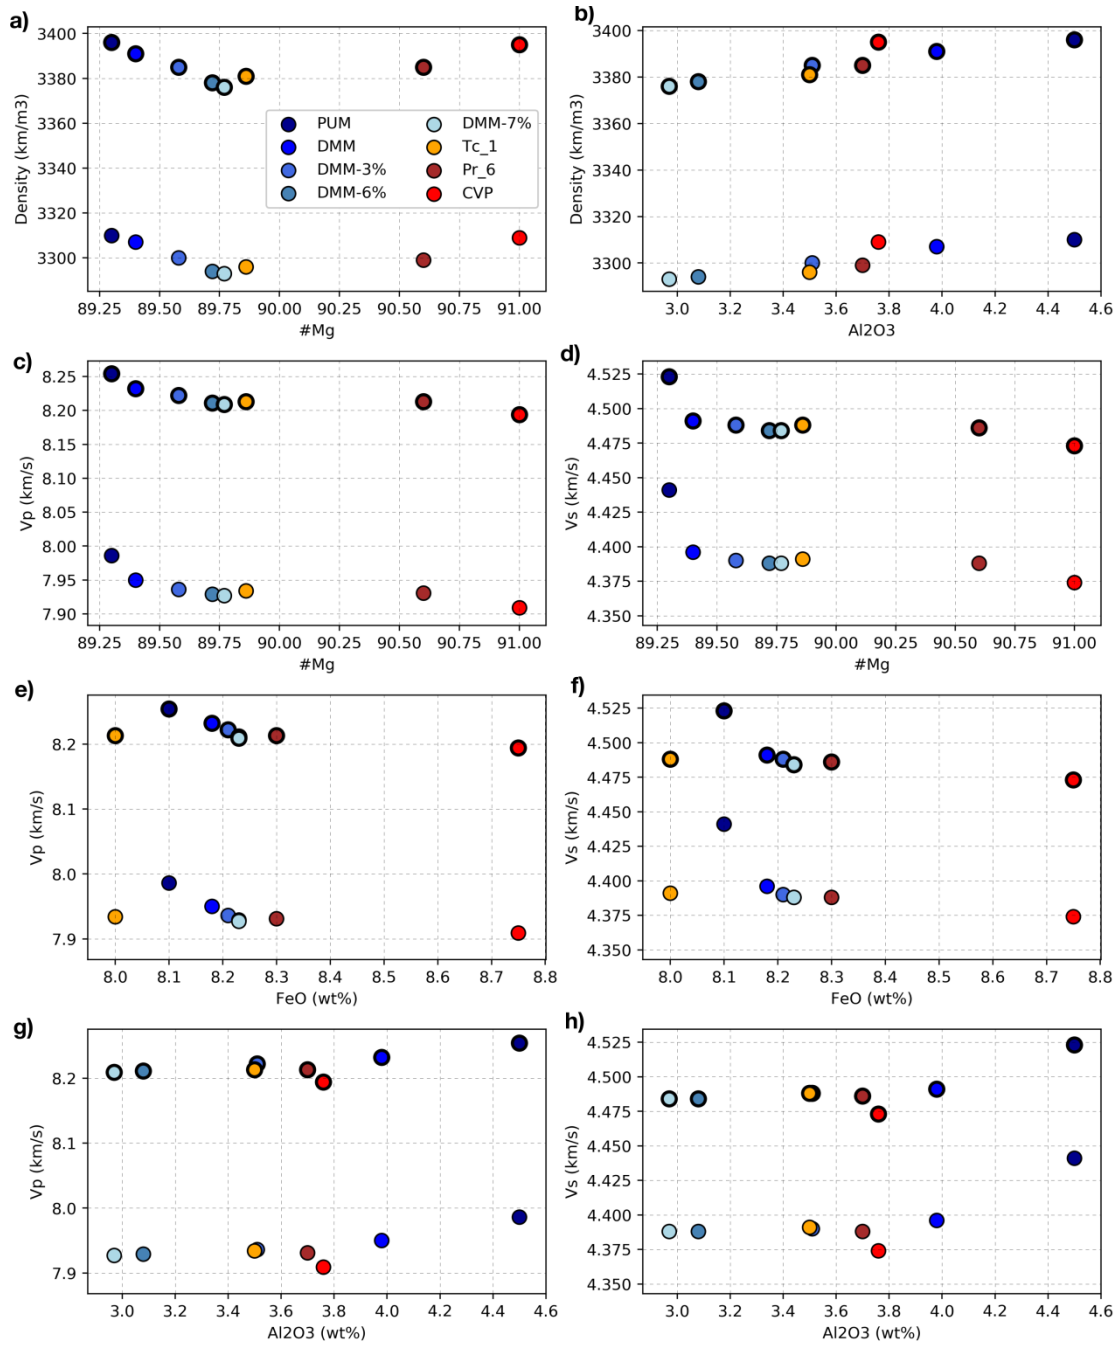 a)
3400
3380
3360
3340
3320
3300
Density (km/m3)
89.25 89.50 89.75 90.00 90.25 90.50 90.75 91.00
#Mg
PUM
DMM
DMM-3%
DMM-6%
DMM-7%
Tc_1
Pr_6
CVP
b)
3400
3380
3360
3340
3320
3300
Density (km/m3)
3.0 3.2 3.4 3.6 3.8 4.0 4.2 4.4 4.6
Al2O3
c)
8.25
8.20
8.15
8.10
8.05
8.00
7.95
7.90
Vp (km/s)
89.25 89.50 89.75 90.00 90.25 90.50 90.75 91.00
#Mg
d)
4.525
4.500
4.475
4.450
4.425
4.400
4.375
4.350
Vs (km/s)
89.25 89.50 89.75 90.00 90.25 90.50 90.75 91.00
#Mg
e)
8.2
8.1
8.0
7.9
Vp (km/s)
8.0 8.1 8.2 8.3 8.4 8.5 8.6 8.7 8.8
FeO (wt%)
f)
4.525
4.500
4.475
4.450
4.425
4.400
4.375
4.350
Vs (km/s)
8.0 8.1 8.2 8.3 8.4 8.5 8.6 8.7 8.8
FeO (wt%)
g)
8.2
8.1
8.0
7.9
Vp (km/s)
3.0 3.2 3.4 3.6 3.8 4.0 4.2 4.4 4.6
Al2O3 (wt%)
h)
4.525
4.500
4.475
4.450
4.425
4.400
4.375
4.350
Vs (km/s)
3.0 3.2 3.4 3.6 3.8 4.0 4.2 4.4 4.6
Al2O3 (wt%)